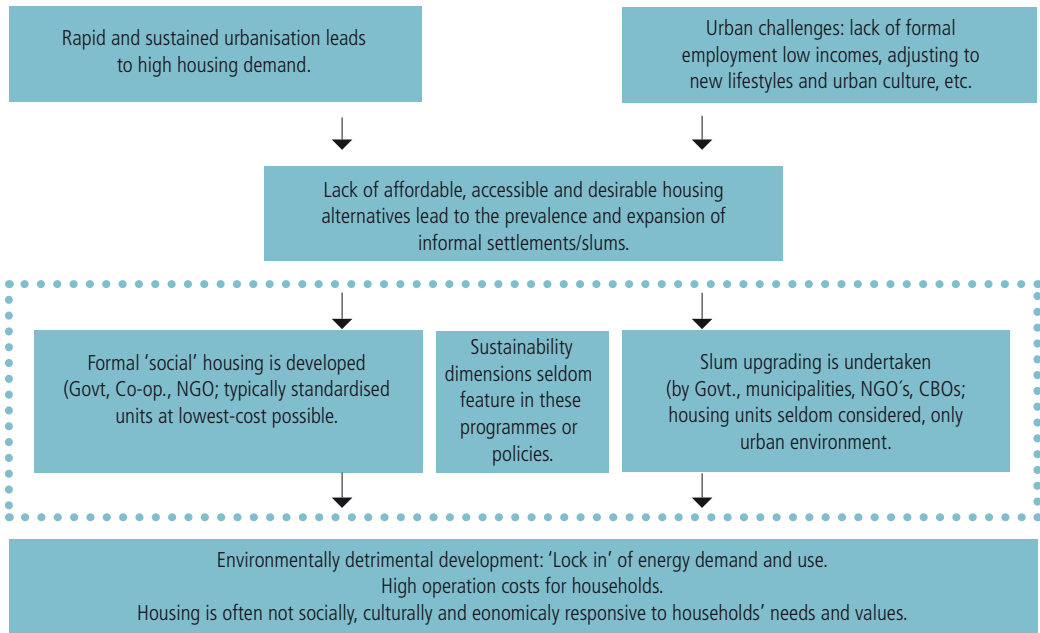 Rapid and sustained urbanisation leads
to high housing demand.
Urban challenges: lack of formal
employment low incomes, adjusting to
new lifestyles and urban culture, etc.
Lack of affordable, accessible and desirable housing
alternatives lead to the prevalence and expansion of
informal settlements/slums.
Formal ‘social’ housing is developed
(Govt, Co-op., NGO; typically standardised
units at lowest-cost possible.
Sustainability
dimensions seldom
feature in these
programmes or
policies.
Slum upgrading is undertaken
(by Govt., municipalities, NGO´s, CBOs;
housing units seldom considered, only
urban environment.
Environmentally detrimental development: ‘Lock in’ of energy demand and use.
High operation costs for households.
Housing is often not socially, culturally and eonomicaly responsive to households’ needs and values.